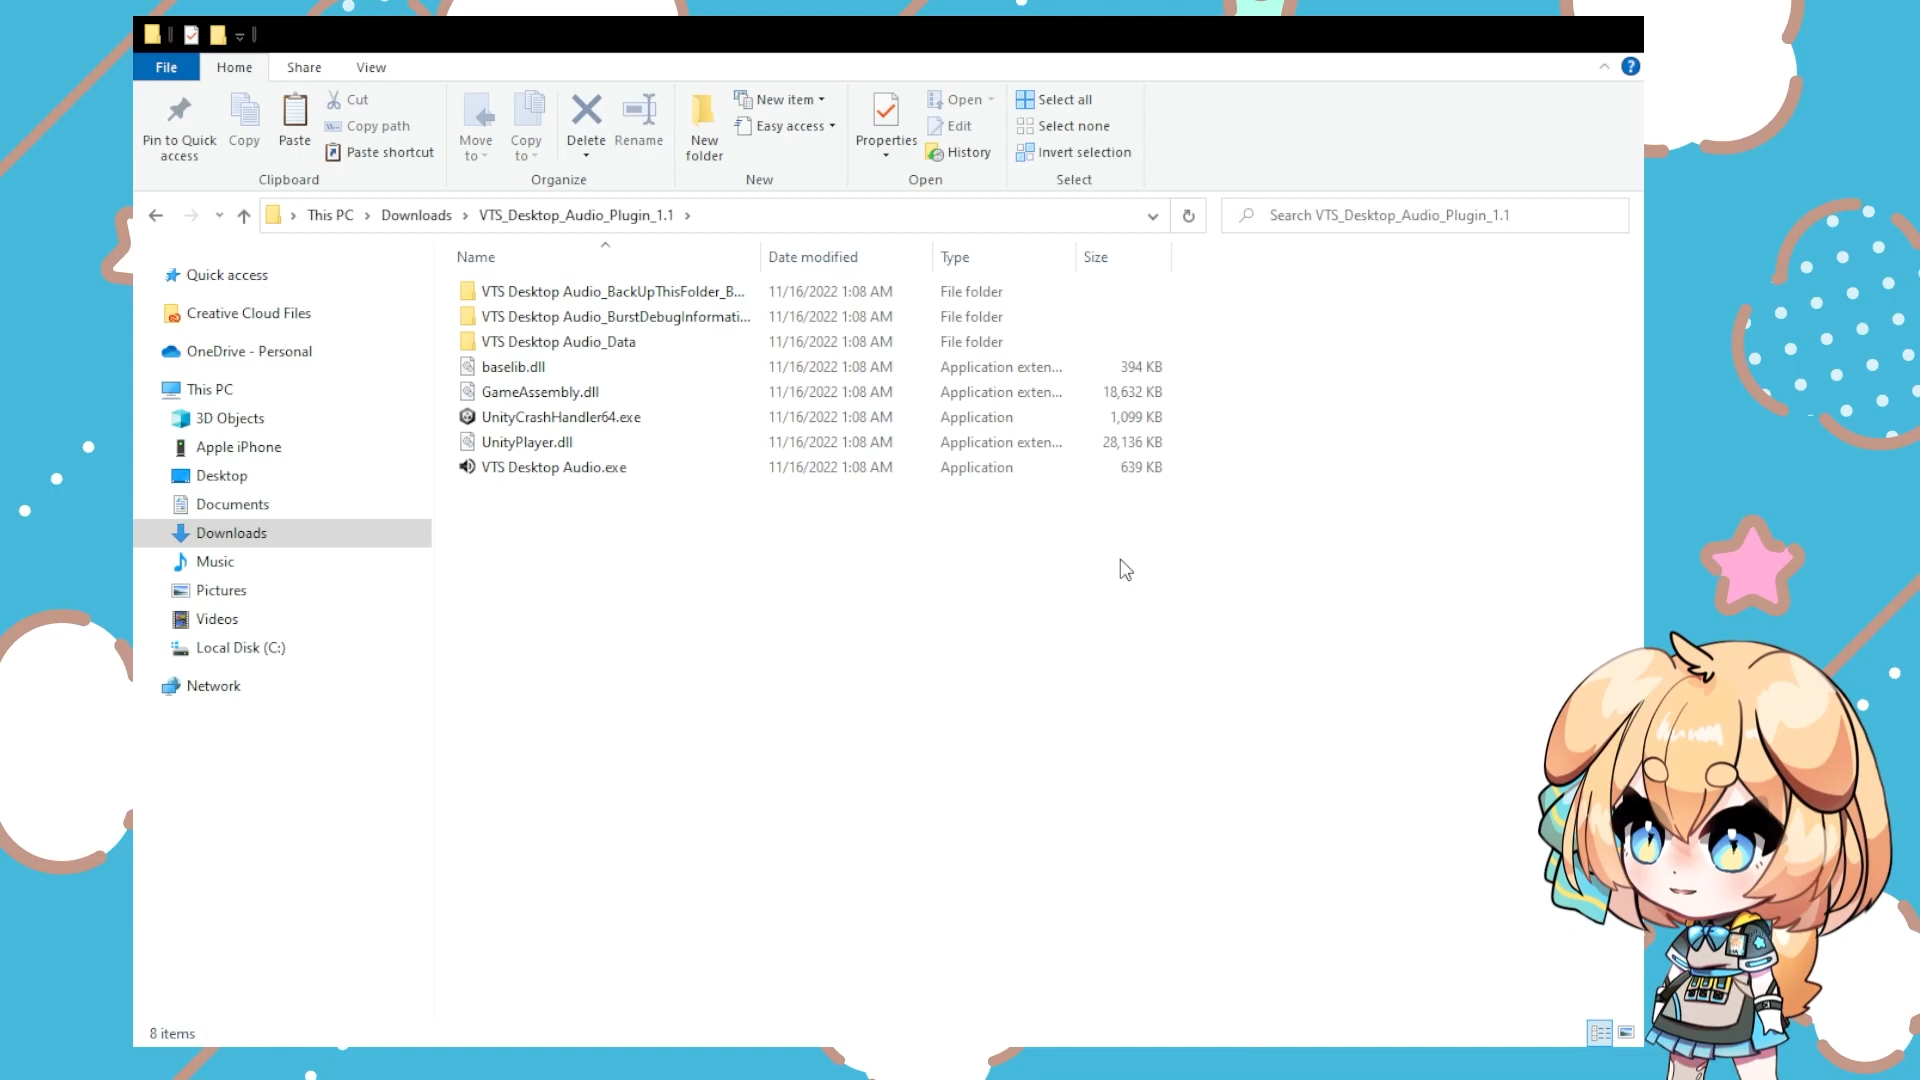 File Home Share View
Pin to Quick access
Copy
Paste
Cut
Copy path
Paste shortcut
Clipboard
Move to
Copy to
Delete
Rename
Organize
New folder
New item
Easy access
New
Properties
Open
Edit
History
Open
Select all
Select none
Invert selection
Select
This PC > Downloads > VTS_Desktop_Audio_Plugin_1.1 >
Search VTS_Desktop_Audio_Plugin_1.1
Quick access
Creative Cloud Files
OneDrive - Personal
This PC
3D Objects
Apple iPhone
Desktop
Documents
Downloads
Music
Pictures
Videos
Local Disk (C:)
Network
Name Date modified Type Size
VTS Desktop Audio_BackUpThisFolder_B... 11/16/2022 1:08 AM File folder
VTS Desktop Audio_BurstDebugInformati... 11/16/2022 1:08 AM File folder
VTS Desktop Audio_Data 11/16/2022 1:08 AM File folder
baselib.dll 11/16/2022 1:08 AM Application exten... 394 KB
GameAssembly.dll 11/16/2022 1:08 AM Application exten... 18,632 KB
UnityCrashHandler64.exe 11/16/2022 1:08 AM Application 1,099 KB
UnityPlayer.dll 11/16/2022 1:08 AM Application exten... 28,136 KB
VTS Desktop Audio.exe 11/16/2022 1:08 AM Application 639 KB
8 items